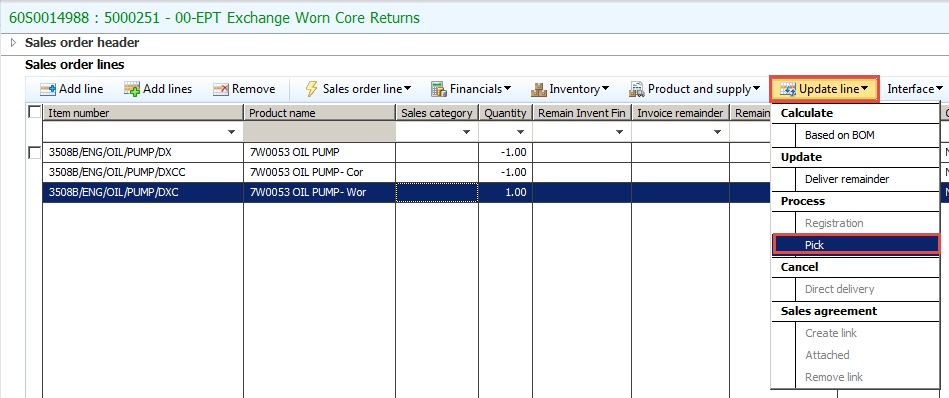 60S0014988 : 5000251 - 00-EPT Exchange Worn Core Returns
Sales order header
Sales order lines
Add line Add lines Remove Sales order line Financials Inventory Product and supply Update line Interface
Item number Product name Sales category Quantity Remain Invent Fin Invoice remainder Remain
3508B/ENG/OIL/PUMP/DX 7W0053 OIL PUMP -1.00
3508B/ENG/OIL/PUMP/DXCC 7W0053 OIL PUMP- Cor -1.00
3508B/ENG/OIL/PUMP/DXC 7W0053 OIL PUMP- Wor 1.00
Calculate
Based on BOM
Update
Deliver remainder
Process
Registration
Pick
Cancel
Direct delivery
Sales agreement
Create link
Attached
Remove link